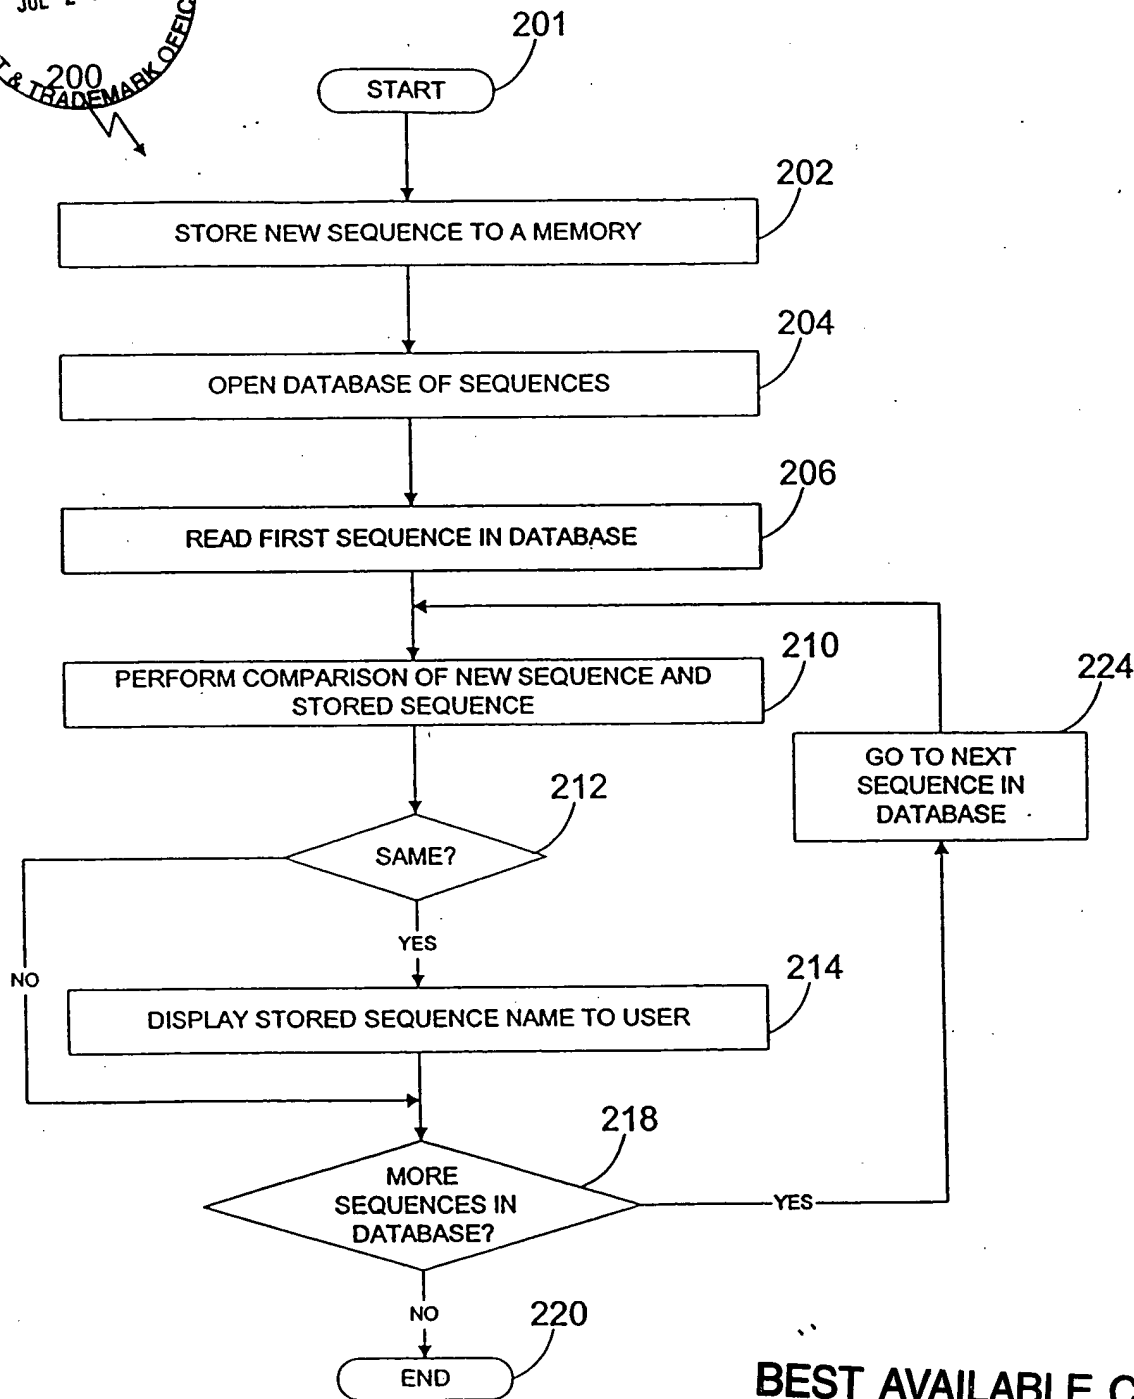 JUL
T & TRADEMARK OFFIC
200
201
START
202
STORE NEW SEQUENCE TO A MEMORY
204
OPEN DATABASE OF SEQUENCES
206
READ FIRST SEQUENCE IN DATABASE
210
PERFORM COMPARISON OF NEW SEQUENCE AND
STORED SEQUENCE
224
GO TO NEXT
SEQUENCE IN
DATABASE
212
SAME?
YES
NO
214
DISPLAY STORED SEQUENCE NAME TO USER
218
MORE
SEQUENCES IN
DATABASE?
YES
NO
220
END
BEST AVAILABLE C